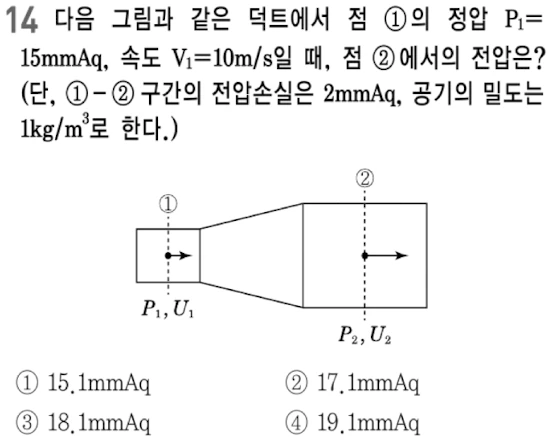 14 다음 그림과 같은 덕트에서 점 ①의 정압 P₁=
15mmAq, 속도 V₁=10m/s일 때, 점 ②에서의 전압은?
(단, ①-② 구간의 전압손실은 2mmAq, 공기의 밀도는
1kg/m³로 한다.)
① ②
P₁, U₁
P₂, U₂
① 15.1mmAq ② 17.1mmAq
③ 18.1mmAq ④ 19.1mmAq